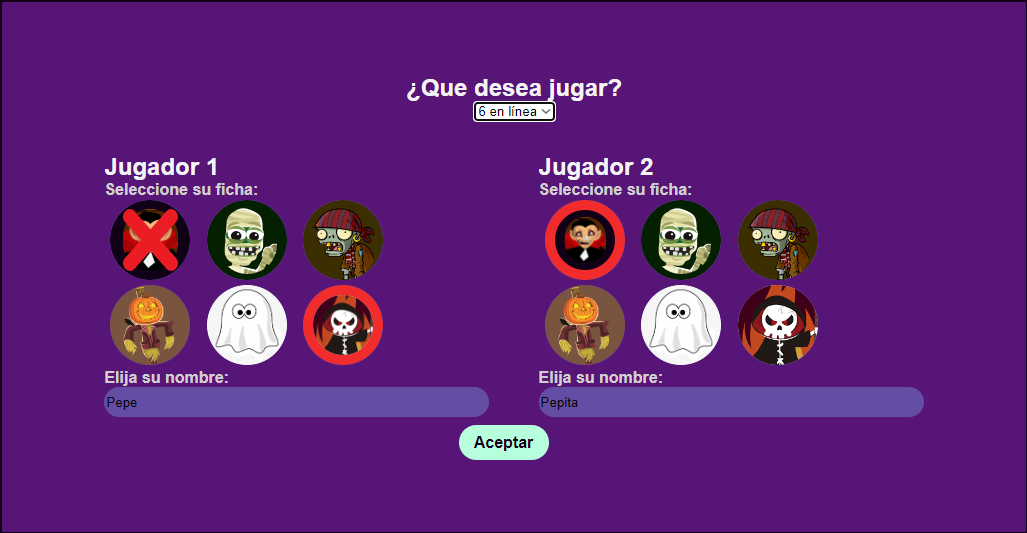 ¿Que desea jugar?
6 en línea
Jugador 1
Seleccione su ficha:
Elija su nombre:
Pepe
Jugador 2
Seleccione su ficha:
Elija su nombre:
Pepita
Aceptar